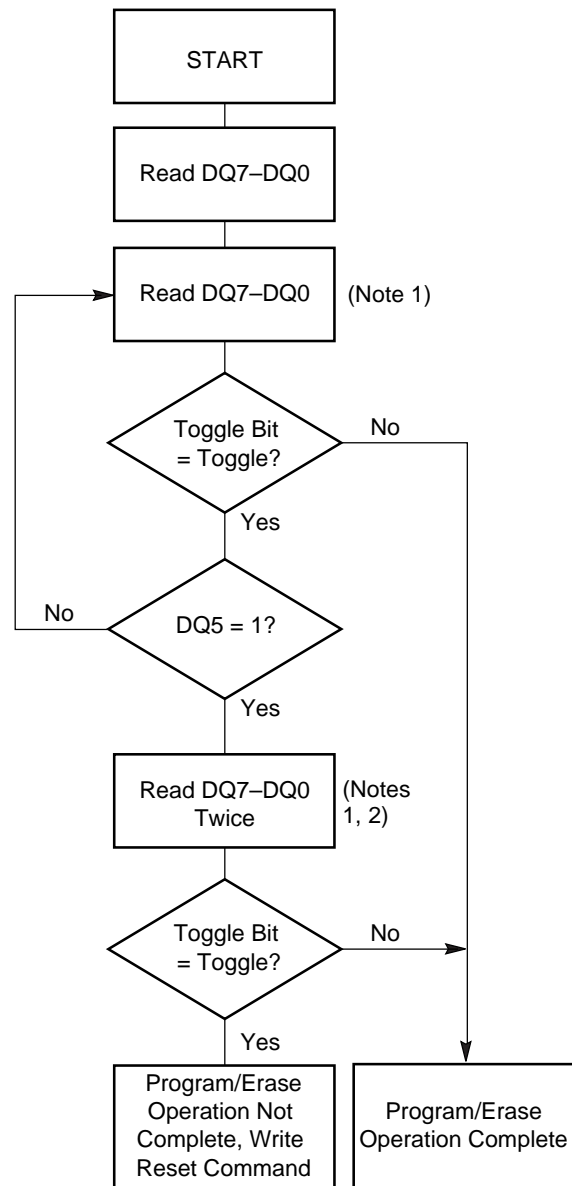 START
Read DQ7–DQ0
Read DQ7–DQ0
(Note 1)
Toggle Bit
= Toggle?
No
Yes
No
DQ5 = 1?
Yes
Read DQ7–DQ0
Twice
(Notes
1, 2)
Toggle Bit
= Toggle?
No
Yes
Program/Erase
Operation Not
Complete, Write
Reset Command
Program/Erase
Operation Complete